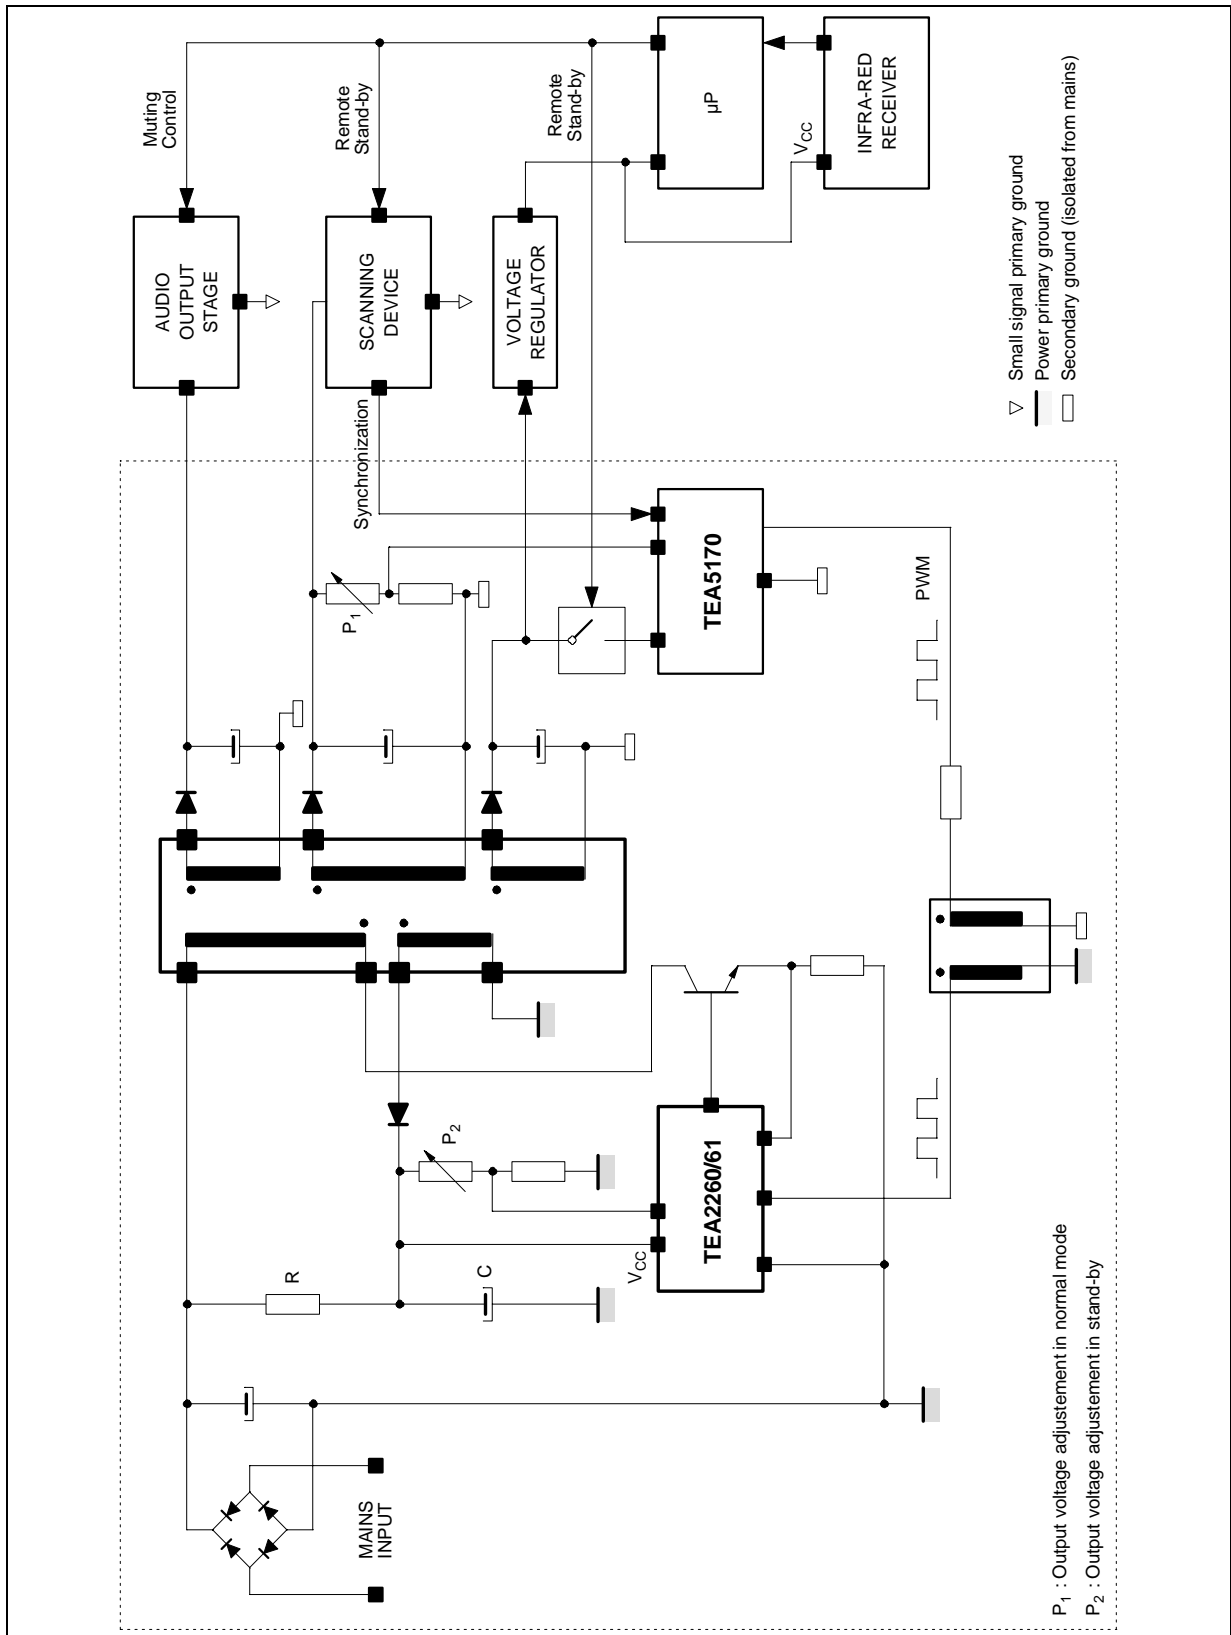 Muting
Control
Remote
Stand-by
Remote
Stand-by
AUDIO
OUTPUT
STAGE
SCANNING
DEVICE
VOLTAGE
REGULATOR
µP
INFRA-RED
RECEIVER
VCC
Synchronization
P1
TEA5170
PWM
P2
R
C
VCC
TEA2260/61
MAINS
INPUT
Small signal primary ground
Power primary ground
Secondary ground (isolated from mains)
P1 : Output voltage adjustement in normal mode
P2 : Output voltage adjustement in stand-by